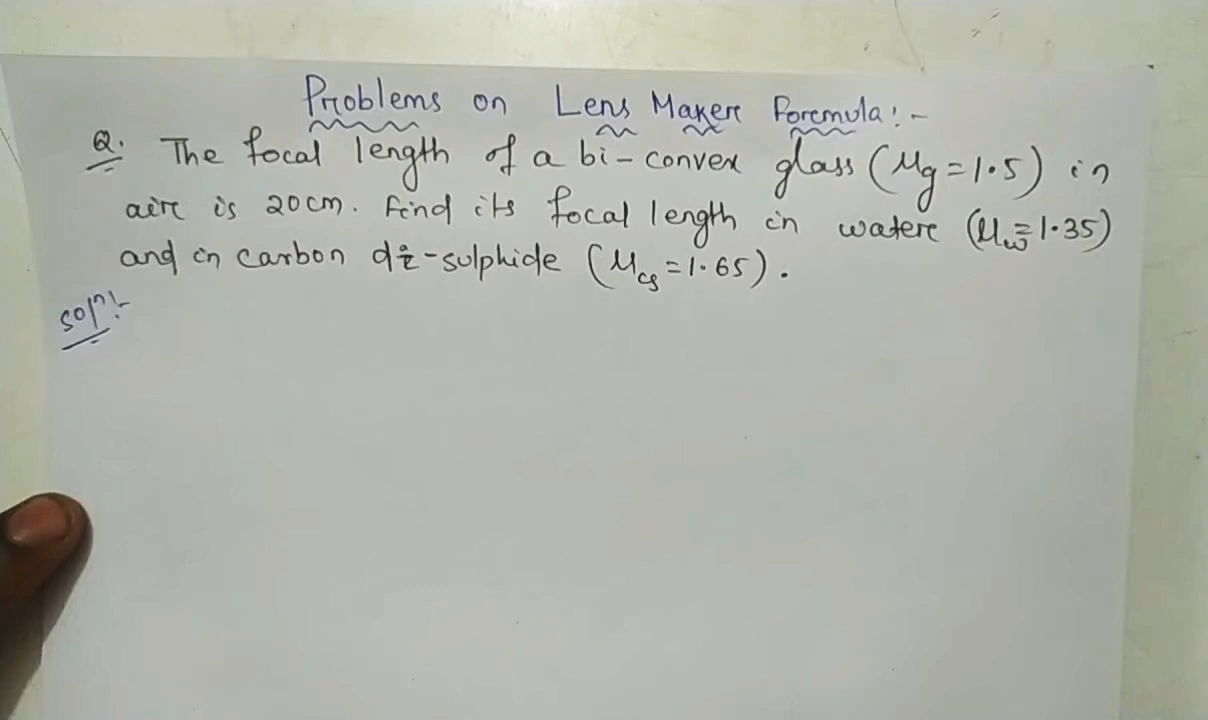 Problems on Lens Maker Formula:-
Q. The focal length of a bi-convex glass (μg=1.5) in
air is 20cm. Find its focal length in water (μw=1.35)
and in carbon di-sulphide (μcs=1.65).
Solⁿ:-